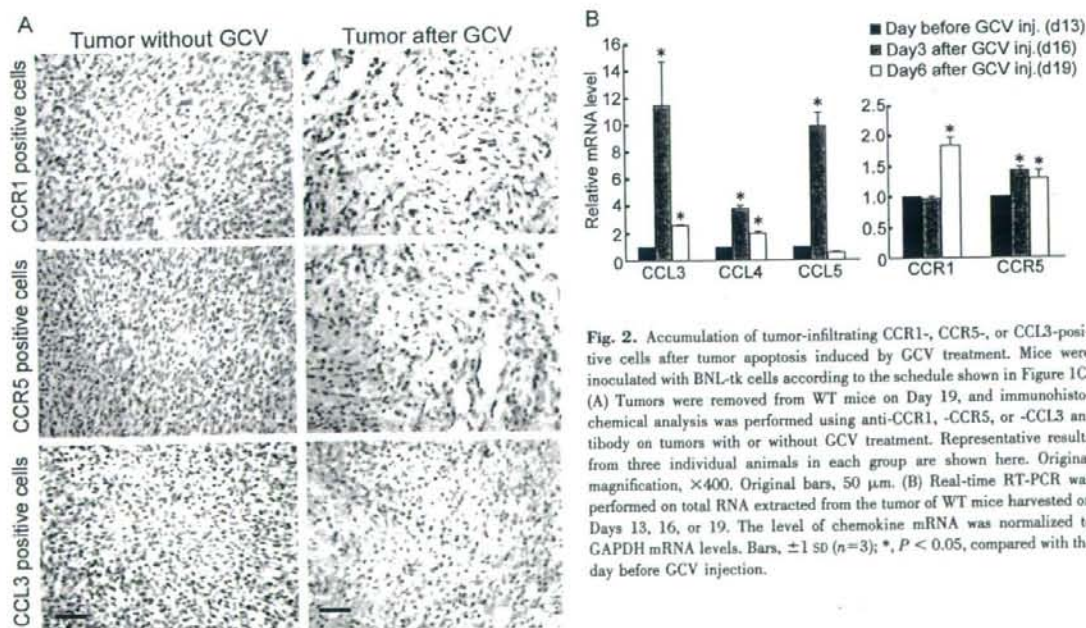 A
Tumor without GCV
Tumor after GCV
CCR1 positive cells
CCR5 positive cells
CCL3 positive cells
B
Relative mRNA level
16
14
12
10
8
6
4
2
0
*
*
*
*
*
CCL3
CCL4
CCL5
■ Day before GCV inj. (d13)
Day3 after GCV inj.(d16)
□ Day6 after GCV inj.(d19)
2.5
2.0
1.5
1.0
0.5
0
*
*
*
CCR1
CCR5
Fig. 2. Accumulation of tumor-infiltrating CCR1-, CCR5-, or CCL3-posi
tive cells after tumor apoptosis induced by GCV treatment. Mice wer
inoculated with BNL-tk cells according to the schedule shown in Figure 1C
(A) Tumors were removed from WT mice on Day 19, and immunohisto
chemical analysis was performed using anti-CCR1, -CCR5, or -CCL3 an
tibody on tumors with or without GCV treatment. Representative result
from three individual animals in each group are shown here. Origina
magnification, ×400. Original bars, 50 μm. (B) Real-time RT-PCR wa
performed on total RNA extracted from the tumor of WT mice harvested o
Days 13, 16, or 19. The level of chemokine mRNA was normalized t
GAPDH mRNA levels. Bars, ±1 SD (n=3); *, P < 0.05, compared with th
day before GCV injection.